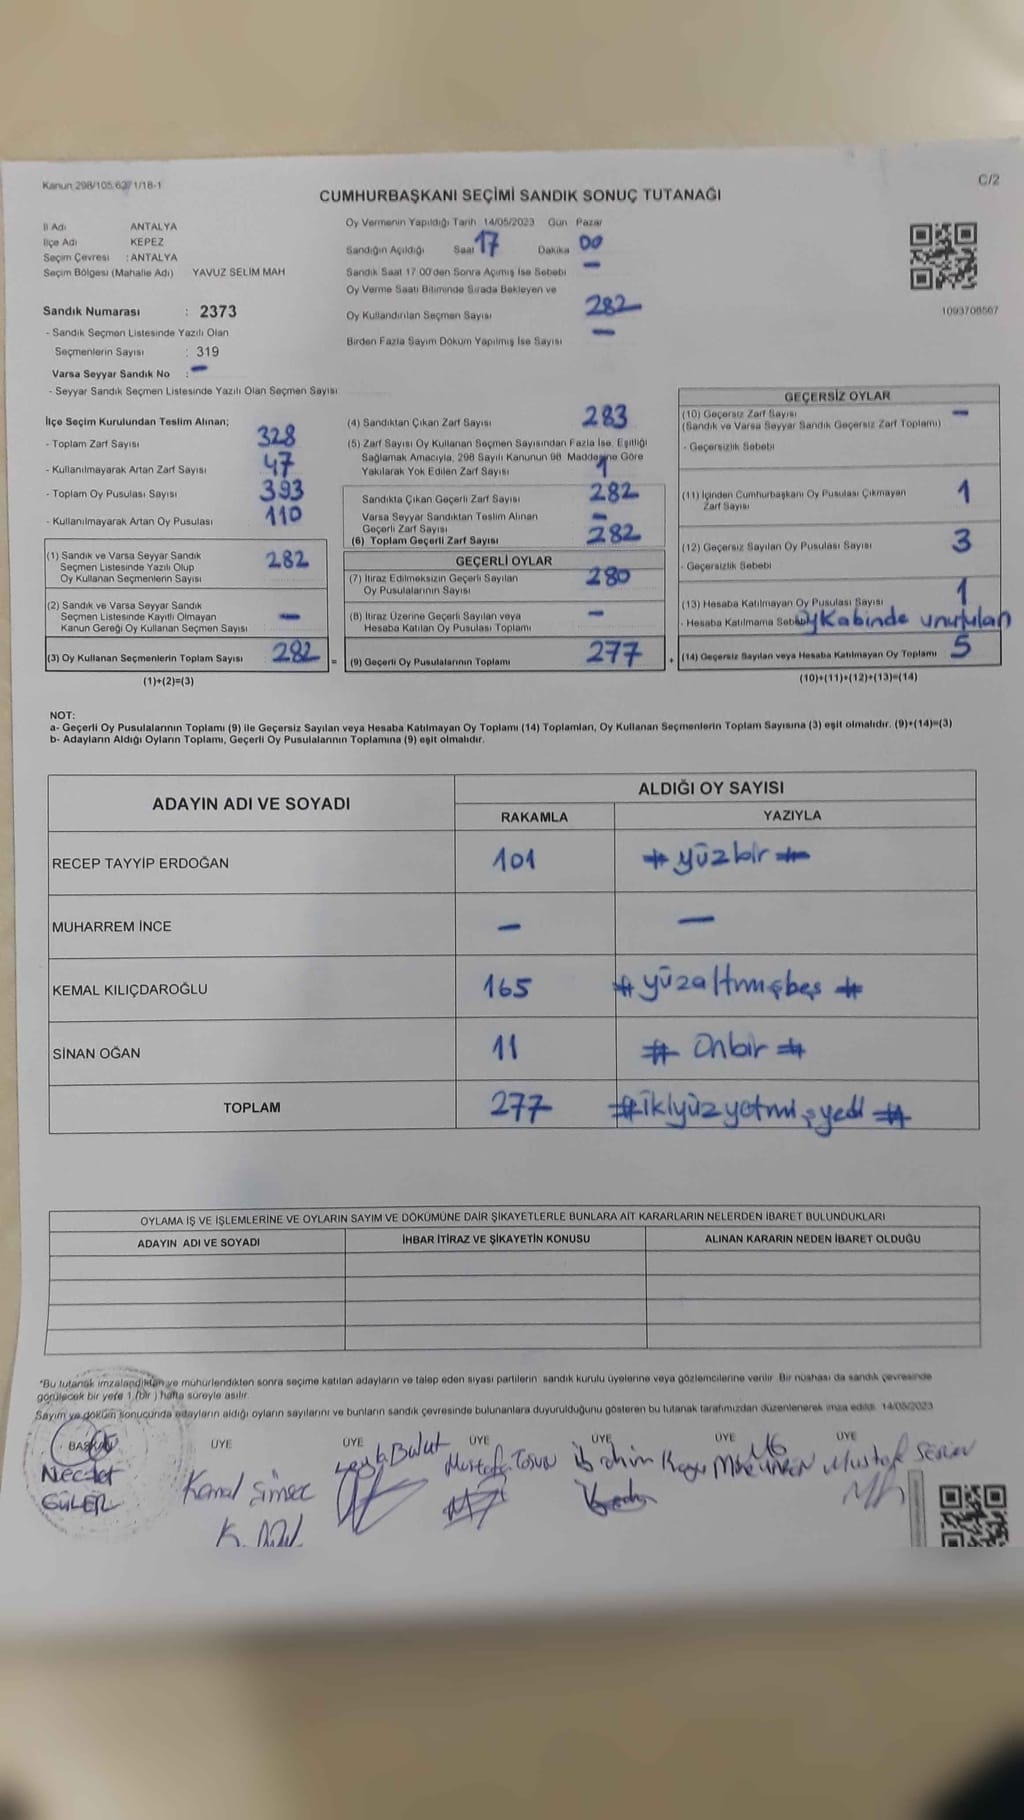 Kanun 298/105,6271/18-1
C/2
CUMHURBAŞKANI SEÇİMİ SANDIK SONUÇ TUTANAĞI
İl Adı ANTALYA
İlçe Adı KEPEZ
Seçim Çevresi : ANTALYA
Seçim Bölgesi (Mahalle Adı) YAVUZ SELİM MAH
Sandık Numarası : 2373
- Sandık Seçmen Listesinde Yazılı Olan
Seçmenlerin Sayısı : 319
Varsa Seyyar Sandık No : -
- Seyyar Sandık Seçmen Listesinde Yazılı Olan Seçmen Sayısı
Oy Vermenin Yapıldığı Tarih 14/05/2023 Gün Pazar
Sandığın Açıldığı Saat 17 Dakika 00
Sandık Saat 17:00'den Sonra Açılmış İse Sebebi -
Oy Verme Saati Bitiminde Sırada Bekleyen ve
Oy Kullandırılan Seçmen Sayısı 282
Birden Fazla Sayım Döküm Yapılmış İse Sayısı -
1093708567
İlçe Seçim Kurulundan Teslim Alınan;
- Toplam Zarf Sayısı 328
- Kullanılmayarak Artan Zarf Sayısı 47
- Toplam Oy Pusulası Sayısı 393
- Kullanılmayarak Artan Oy Pusulası 110
(1) Sandık ve Varsa Seyyar Sandık
Seçmen Listesinde Yazılı Olup
Oy Kullanan Seçmenlerin Sayısı 282
(2) Sandık ve Varsa Seyyar Sandık
Seçmen Listesinde Kayıtlı Olmayan
Kanun Gereği Oy Kullanan Seçmen Sayısı -
(3) Oy Kullanan Seçmenlerin Toplam Sayısı 282 =
(1)+(2)=(3)
(4) Sandıktan Çıkan Zarf Sayısı 283
(5) Zarf Sayısı Oy Kullanan Seçmen Sayısından Fazla İse, Eşitliği
Sağlamak Amacıyla, 298 Sayılı Kanunun 98. Maddesine Göre
Yakılarak Yok Edilen Zarf Sayısı 1
Sandıkta Çıkan Geçerli Zarf Sayısı 282
Varsa Seyyar Sandıktan Teslim Alınan
Geçerli Zarf Sayısı -
(6) Toplam Geçerli Zarf Sayısı 282
GEÇERLİ OYLAR
(7) İtiraz Edilmeksizin Geçerli Sayılan
Oy Pusulalarının Sayısı 280
(8) İtiraz Üzerine Geçerli Sayılan veya
Hesaba Katılan Oy Pusulası Toplamı -
(9) Geçerli Oy Pusulalarının Toplamı 277 +
GEÇERSİZ OYLAR
(10) Geçersiz Zarf Sayısı -
(Sandık ve Varsa Seyyar Sandık Geçersiz Zarf Toplamı)
- Geçersizlik Sebebi
(11) İçinden Cumhurbaşkanı Oy Pusulası Çıkmayan
Zarf Sayısı 1
(12) Geçersiz Sayılan Oy Pusulası Sayısı 3
- Geçersizlik Sebebi
(13) Hesaba Katılmayan Oy Pusulası Sayısı 1
- Hesaba Katılmama Sebebi Oy Kabinde unutulan
(14) Geçersiz Sayılan veya Hesaba Katılmayan Oy Toplamı 5
(10)+(11)+(12)+(13)=(14)
NOT:
a- Geçerli Oy Pusulalarının Toplamı (9) ile Geçersiz Sayılan veya Hesaba Katılmayan Oy Toplamı (14) Toplamları, Oy Kullanan Seçmenlerin Toplam Sayısına (3) eşit olmalıdır. (9)+(14)=(3)
b- Adayların Aldığı Oyların Toplamı, Geçerli Oy Pusulalarının Toplamına (9) eşit olmalıdır.
ADAYIN ADI VE SOYADI ALDIĞI OY SAYISI
RAKAMLA YAZIYLA
RECEP TAYYİP ERDOĞAN 101 # yüzbir #
MUHARREM İNCE - -
KEMAL KILIÇDAROĞLU 165 # yüzaltmışbeş #
SİNAN OĞAN 11 # Onbir #
TOPLAM 277 # ikiyüzyetmişyedi #
OYLAMA İŞ VE İŞLEMLERİNE VE OYLARIN SAYIM VE DÖKÜMÜNE DAİR ŞİKAYETLERLE BUNLARA AİT KARARLARIN NELERDEN İBARET BULUNDUKLARI
ADAYIN ADI VE SOYADI İHBAR İTİRAZ VE ŞİKAYETİN KONUSU ALINAN KARARIN NEDEN İBARET OLDUĞU
*Bu tutanak imzalandıktan ve mühürlendikten sonra seçime katılan adayların ve talep eden siyasi partilerin sandık kurulu üyelerine veya gözlemcilerine verilir. Bir nüshası da sandık çevresinde
görülecek bir yere 1 (bir ) hafta süreyle asılır.
Sayım ve döküm sonucunda adayların aldığı oyların sayılarını ve bunların sandık çevresinde bulunanlara duyurulduğunu gösteren bu tutanak tarafımızdan düzenlenerek imza edildi. 14/05/2023
BAŞKAN ÜYE ÜYE ÜYE ÜYE ÜYE ÜYE
Necdet GÜLER Kemal Şimşek Leyla Bulut Mustafa Tosun İbrahim Mustafa SERİN